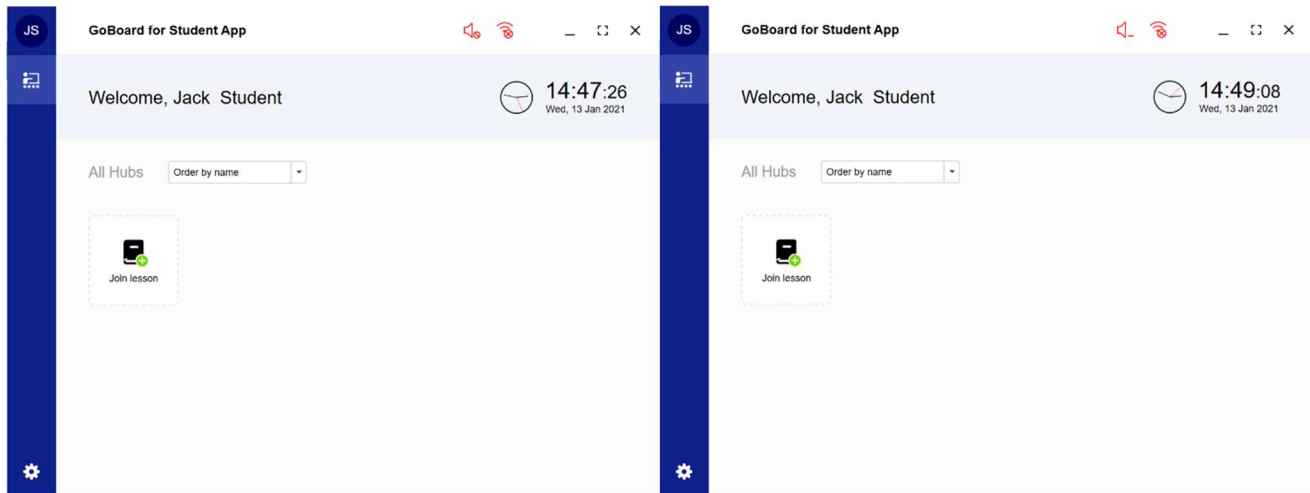 JS
GoBoard for Student App
Welcome, Jack Student
14:47:26
Wed, 13 Jan 2021
All Hubs
Order by name
Join lesson
JS
GoBoard for Student App
Welcome, Jack Student
14:49:08
Wed, 13 Jan 2021
All Hubs
Order by name
Join lesson